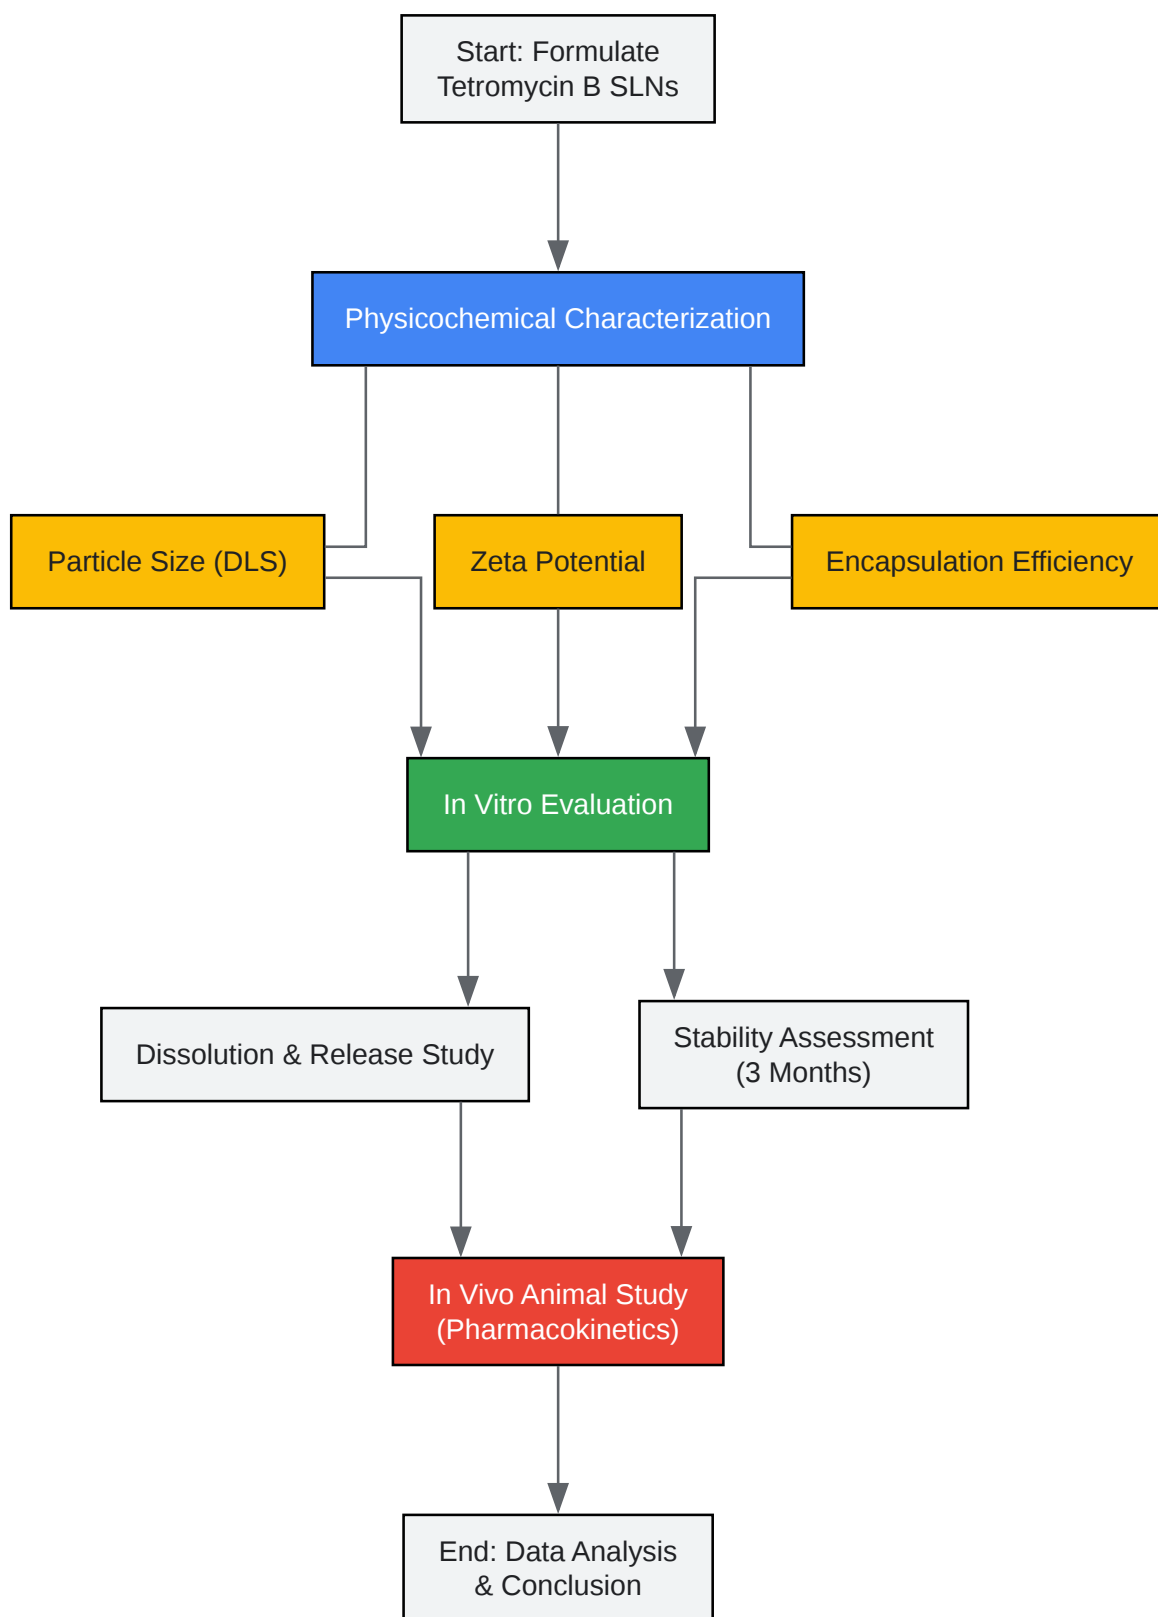 Start: Formulate
Tetromycin B SLNs
Physicochemical Characterization
Particle Size (DLS)
Zeta Potential
Encapsulation Efficiency
In Vitro Evaluation
Dissolution & Release Study
Stability Assessment
(3 Months)
In Vivo Animal Study
(Pharmacokinetics)
End: Data Analysis
& Conclusion